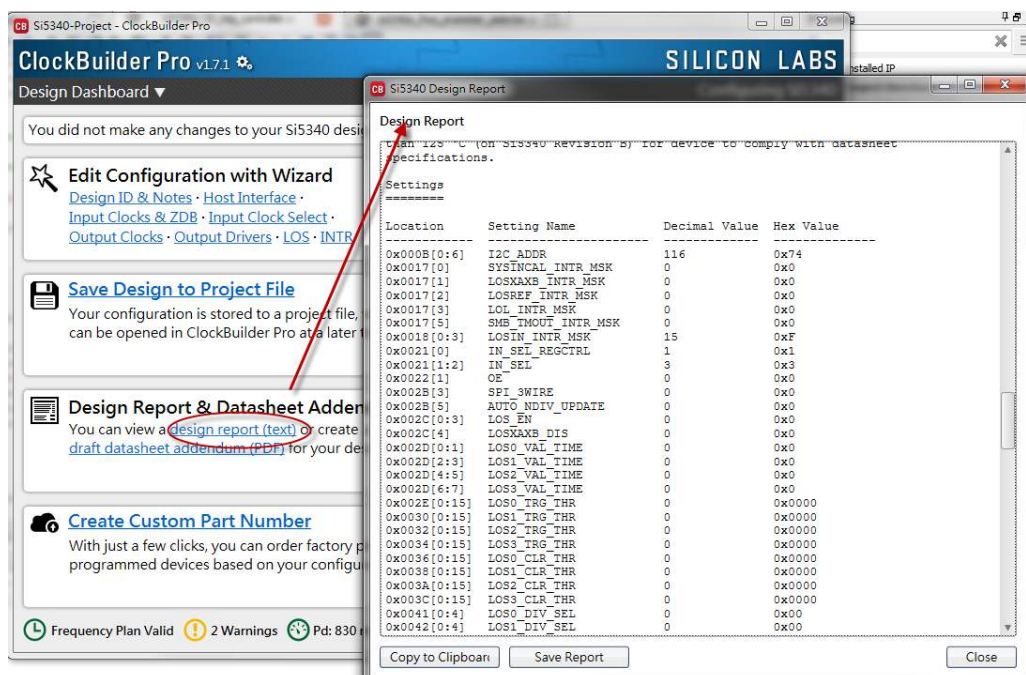 Si5340-Project - ClockBuilder Pro
ClockBuilder Pro v1.7.1
SILICON LABS
Design Dashboard ▼
You did not make any changes to your Si5340 desi
Edit Configuration with Wizard
Design ID & Notes · Host Interface ·
Input Clocks & ZDB · Input Clock Select ·
Output Clocks · Output Drivers · LOS · INTR
Save Design to Project File
Your configuration is stored to a project file,
can be opened in ClockBuilder Pro at a later t
Design Report & Datasheet Adden
You can view a design report (text) or create
draft datasheet addendum (PDF) for your de
Create Custom Part Number
With just a few clicks, you can order factory p
programmed devices based on your configu
Frequency Plan Valid 2 Warnings Pd: 830
nstalled IP
Si5340 Design Report
Design Report
than 125 °C (on Si5340 Revision B) for device to comply with datasheet
specifications.
Settings
========
Location Setting Name Decimal Value Hex Value
------------ ---------------------- ------------- --------------
0x000B[0:6] I2C_ADDR 116 0x74
0x0017[0] SYSINCAL_INTR_MSK 0 0x0
0x0017[1] LOSXAXB_INTR_MSK 0 0x0
0x0017[2] LOSREF_INTR_MSK 0 0x0
0x0017[3] LOL_INTR_MSK 0 0x0
0x0017[5] SMB_TMOUT_INTR_MSK 0 0x0
0x0018[0:3] LOSIN_INTR_MSK 15 0xF
0x0021[0] IN_SEL_REGCTRL 1 0x1
0x0021[1:2] IN_SEL 3 0x3
0x0022[1] OE 0 0x0
0x002B[3] SPI_3WIRE 0 0x0
0x002B[5] AUTO_NDIV_UPDATE 0 0x0
0x002C[0:3] LOS_EN 0 0x0
0x002C[4] LOSXAXB_DIS 0 0x0
0x002D[0:1] LOS0_VAL_TIME 0 0x0
0x002D[2:3] LOS1_VAL_TIME 0 0x0
0x002D[4:5] LOS2_VAL_TIME 0 0x0
0x002D[6:7] LOS3_VAL_TIME 0 0x0
0x002E[0:15] LOS0_TRG_THR 0 0x0000
0x0030[0:15] LOS1_TRG_THR 0 0x0000
0x0032[0:15] LOS2_TRG_THR 0 0x0000
0x0034[0:15] LOS3_TRG_THR 0 0x0000
0x0036[0:15] LOS0_CLR_THR 0 0x0000
0x0038[0:15] LOS1_CLR_THR 0 0x0000
0x003A[0:15] LOS2_CLR_THR 0 0x0000
0x003C[0:15] LOS3_CLR_THR 0 0x0000
0x0041[0:4] LOS0_DIV_SEL 0 0x00
0x0042[0:4] LOS1_DIV_SEL 0 0x00
Copy to Clipboard Save Report Close